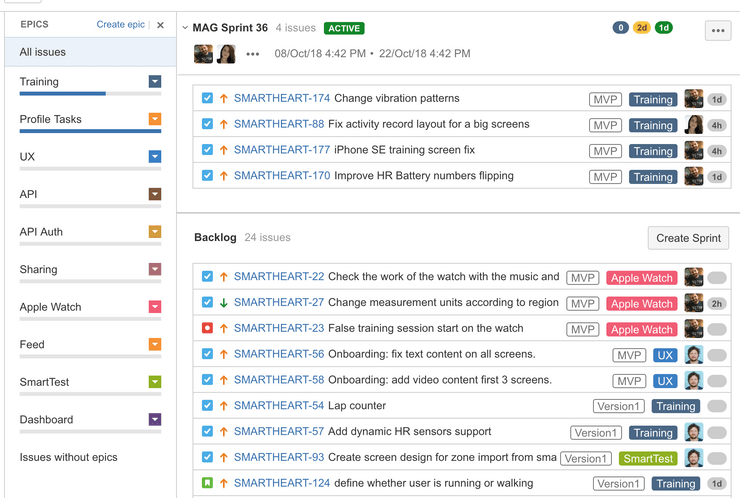 EPICS Create epic
All issues
Training
Profile Tasks
UX
API
API Auth
Sharing
Apple Watch
Feed
SmartTest
Dashboard
Issues without epics
MAG Sprint 36 4 issues ACTIVE 0 2d 1d
08/Oct/18 4:42 PM • 22/Oct/18 4:42 PM
SMARTHEART-174 Change vibration patterns MVP Training 1d
SMARTHEART-88 Fix activity record layout for a big screens MVP Training 4h
SMARTHEART-177 iPhone SE training screen fix MVP Training 4h
SMARTHEART-170 Improve HR Battery numbers flipping MVP Training 1d
Backlog 24 issues Create Sprint
SMARTHEART-22 Check the work of the watch with the music and MVP Apple Watch
SMARTHEART-27 Change measurement units according to region MVP Apple Watch 2h
SMARTHEART-23 False training session start on the watch MVP Apple Watch
SMARTHEART-56 Onboarding: fix text content on all screens. MVP UX
SMARTHEART-58 Onboarding: add video content first 3 screens. MVP UX
SMARTHEART-54 Lap counter Version1 Training
SMARTHEART-57 Add dynamic HR sensors support Version1 Training
SMARTHEART-93 Create screen design for zone import from sma Version1 SmartTest
SMARTHEART-124 define whether user is running or walking Version1 Training 1d